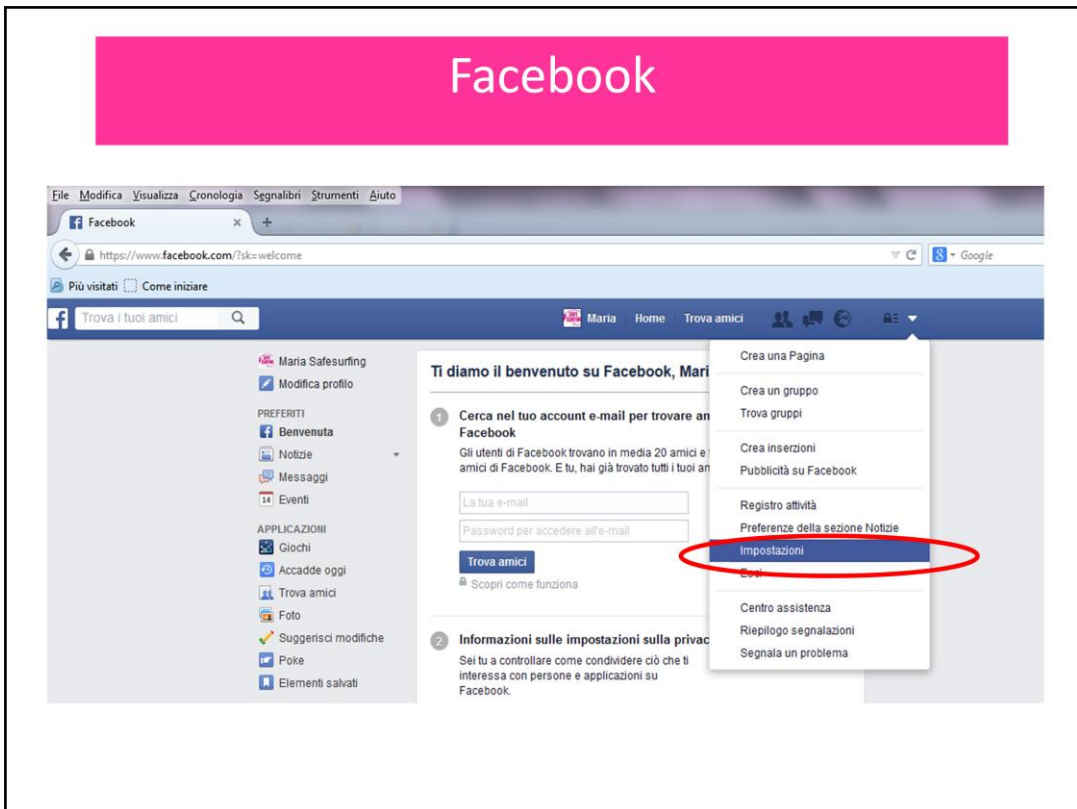 Facebook
File Modifica Visualizza Cronologia Segnalibri Strumenti Aiuto
Facebook × +
https://www.facebook.com/?sk=welcome
Google
Più visitati Come iniziare
Trova i tuoi amici
Maria Home Trova amici
Maria Safesurfing
Modifica profilo
PREFERITI
Benvenuta
Notizie
Messaggi
14 Eventi
APPLICAZIONI
Giochi
Accadde oggi
Trova amici
Foto
Suggerisci modifiche
Poke
Elementi salvati
Ti diamo il benvenuto su Facebook, Mari
1 Cerca nel tuo account e-mail per trovare am
Facebook
Gli utenti di Facebook trovano in media 20 amici e
amici di Facebook. E tu, hai già trovato tutti i tuoi am
La tua e-mail
Password per accedere all'e-mail
Trova amici
Scopri come funziona
2 Informazioni sulle impostazioni sulla privac
Sei tu a controllare come condividere ciò che ti
interessa con persone e applicazioni su
Facebook.
Crea una Pagina
Crea un gruppo
Trova gruppi
Crea inserzioni
Pubblicità su Facebook
Registro attività
Preferenze della sezione Notizie
Impostazioni
Esci
Centro assistenza
Riepilogo segnalazioni
Segnala un problema